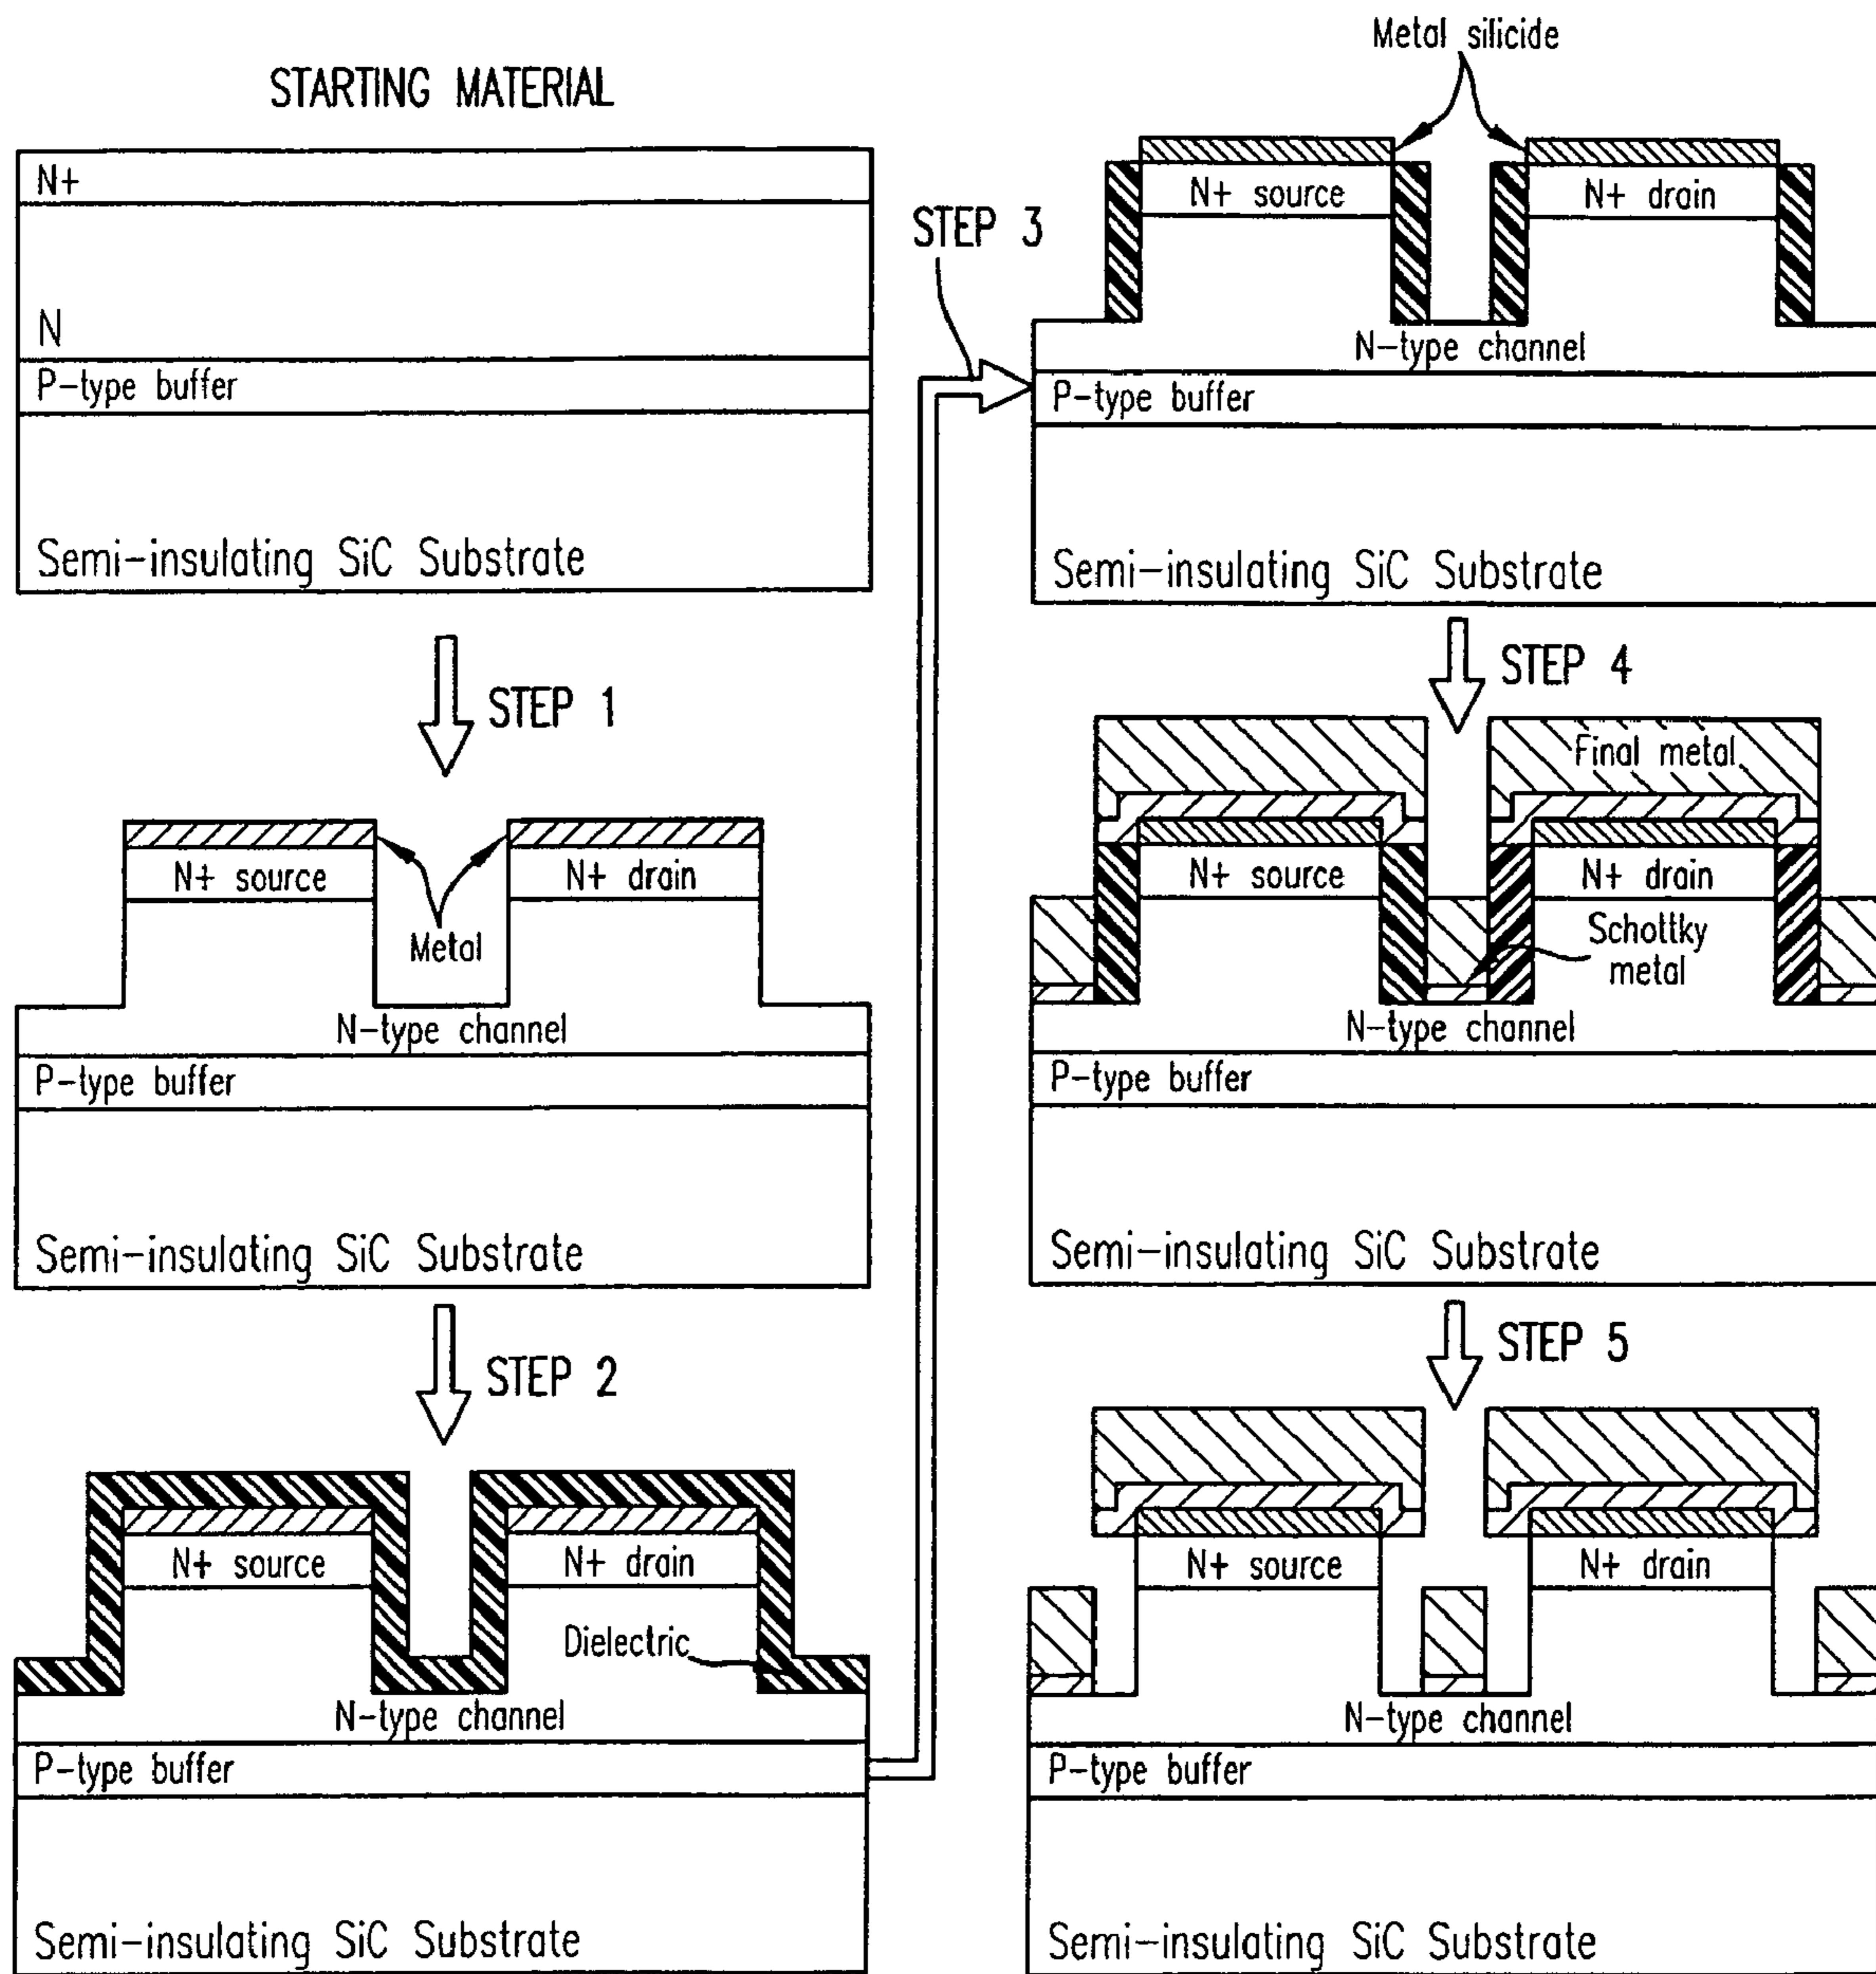 STARTING MATERIAL
N+
N
P-type buffer
Semi-insulating SiC Substrate
STEP 1
N+ source
N+ drain
Metal
N-type channel
P-type buffer
Semi-insulating SiC Substrate
STEP 2
N+ source
N+ drain
Dielectric
N-type channel
P-type buffer
Semi-insulating SiC Substrate
STEP 3
Metal silicide
N+ source
N+ drain
N-type channel
P-type buffer
Semi-insulating SiC Substrate
STEP 4
Final metal
N+ source
N+ drain
Schottky
metal
N-type channel
P-type buffer
Semi-insulating SiC Substrate
STEP 5
N+ source
N+ drain
N-type channel
P-type buffer
Semi-insulating SiC Substrate